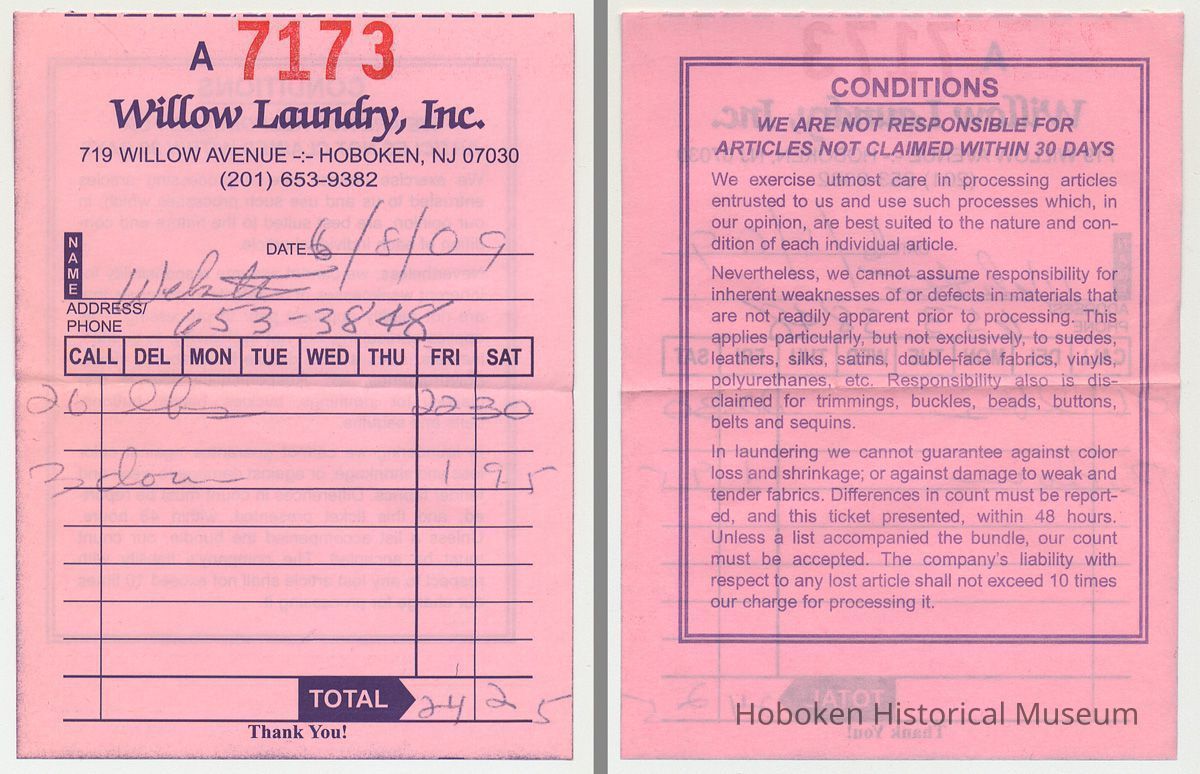 A 7173
Willow Laundry, Inc.
719 WILLOW AVENUE -:- HOBOKEN, NJ 07030
(201) 653-9382
DATE 6/8/09
NAME
ADDRESS/
PHONE 653-3848
CALL DEL MON TUE WED THU FRI SAT
26 lbs 22 30
3 1 95
TOTAL 24 25
Thank You!
CONDITIONS
WE ARE NOT RESPONSIBLE FOR
ARTICLES NOT CLAIMED WITHIN 30 DAYS
We exercise utmost care in processing articles
entrusted to us and use such processes which, in
our opinion, are best suited to the nature and con-
dition of each individual article.
Nevertheless, we cannot assume responsibility for
inherent weaknesses of or defects in materials that
are not readily apparent prior to processing. This
applies particularly, but not exclusively, to suedes,
leathers, silks, satins, double-face fabrics, vinyls,
polyurethanes, etc. Responsibility also is dis-
claimed for trimmings, buckles, beads, buttons,
belts and sequins.
In laundering we cannot guarantee against color
loss and shrinkage; or against damage to weak and
tender fabrics. Differences in count must be report-
ed, and this ticket presented, within 48 hours.
Unless a list accompanied the bundle, our count
must be accepted. The company's liability with
respect to any lost article shall not exceed 10 times
our charge for processing it.
Hoboken Historical Museum